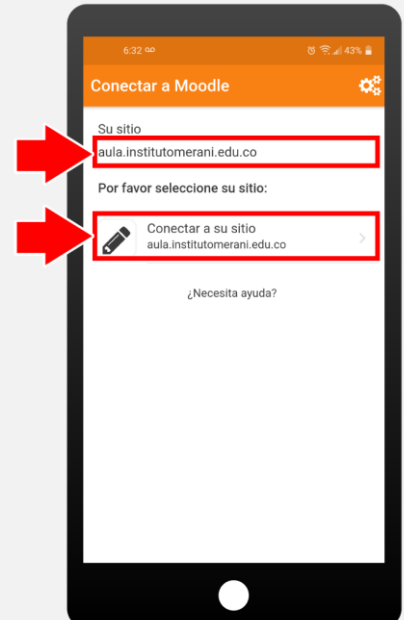 6:32 43%
Conectar a Moodle
Su sitio
aula.institutomerani.edu.co
Por favor seleccione su sitio:
Conectar a su sitio
aula.institutomerani.edu.co
¿Necesita ayuda?